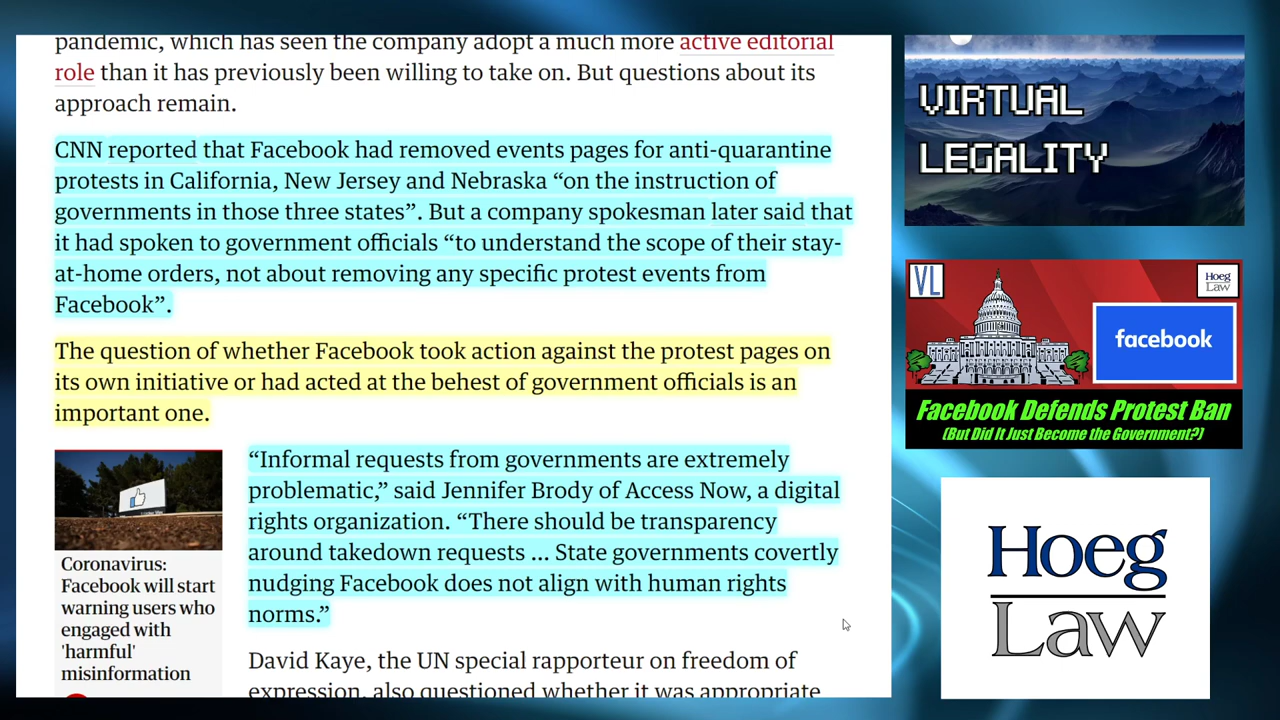 pandemic, which has seen the company adopt a much more active editorial
role than it has previously been willing to take on. But questions about its
approach remain.
CNN reported that Facebook had removed events pages for anti-quarantine
protests in California, New Jersey and Nebraska “on the instruction of
governments in those three states”. But a company spokesman later said that
it had spoken to government officials “to understand the scope of their stay-
at-home orders, not about removing any specific protest events from
Facebook”.
The question of whether Facebook took action against the protest pages on
its own initiative or had acted at the behest of government officials is an
important one.
“Informal requests from governments are extremely
problematic,” said Jennifer Brody of Access Now, a digital
rights organization. “There should be transparency
around takedown requests ... State governments covertly
nudging Facebook does not align with human rights
norms.”
Coronavirus:
Facebook will start
warning users who
engaged with
'harmful'
misinformation
David Kaye, the UN special rapporteur on freedom of
expression, also questioned whether it was appropriate
VIRTUAL
LEGALITY
VL
Hoeg
Law
facebook
Facebook Defends Protest Ban
(But Did It Just Become the Government?)
Hoeg
Law